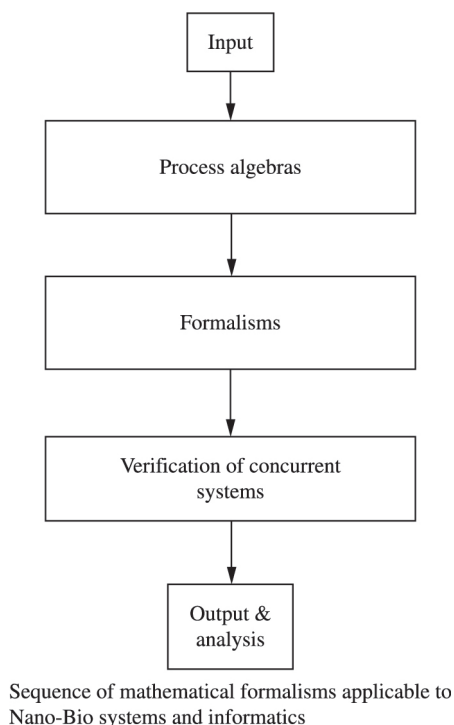 Input
Process algebras
Formalisms
Verification of concurrent
systems
Output &
analysis
Sequence of mathematical formalisms applicable to
Nano-Bio systems and informatics